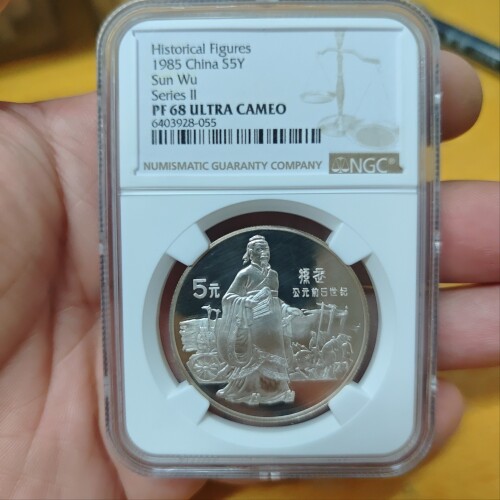 Historical Figures
1985 China S5Y
Sun Wu
Series II
PF 68 ULTRA CAMEO
6403928-055
NUMISMATIC GUARANTY COMPANY
NGC
5元
孫武
公元前5世紀